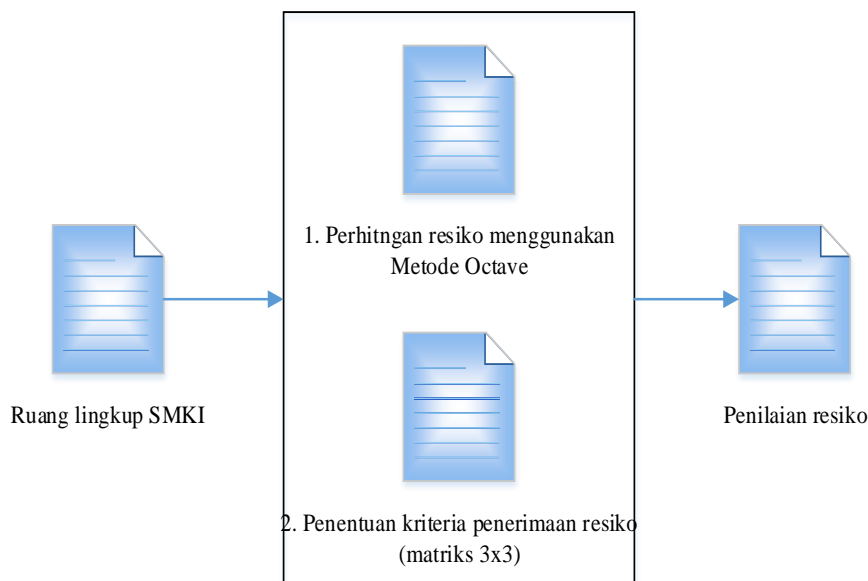 Ruang lingkup SMKI
1. Perhitngan resiko menggunakan
Metode Octave
2. Penentuan kriteria penerimaan resiko
(matriks 3x3)
Penilaian resiko